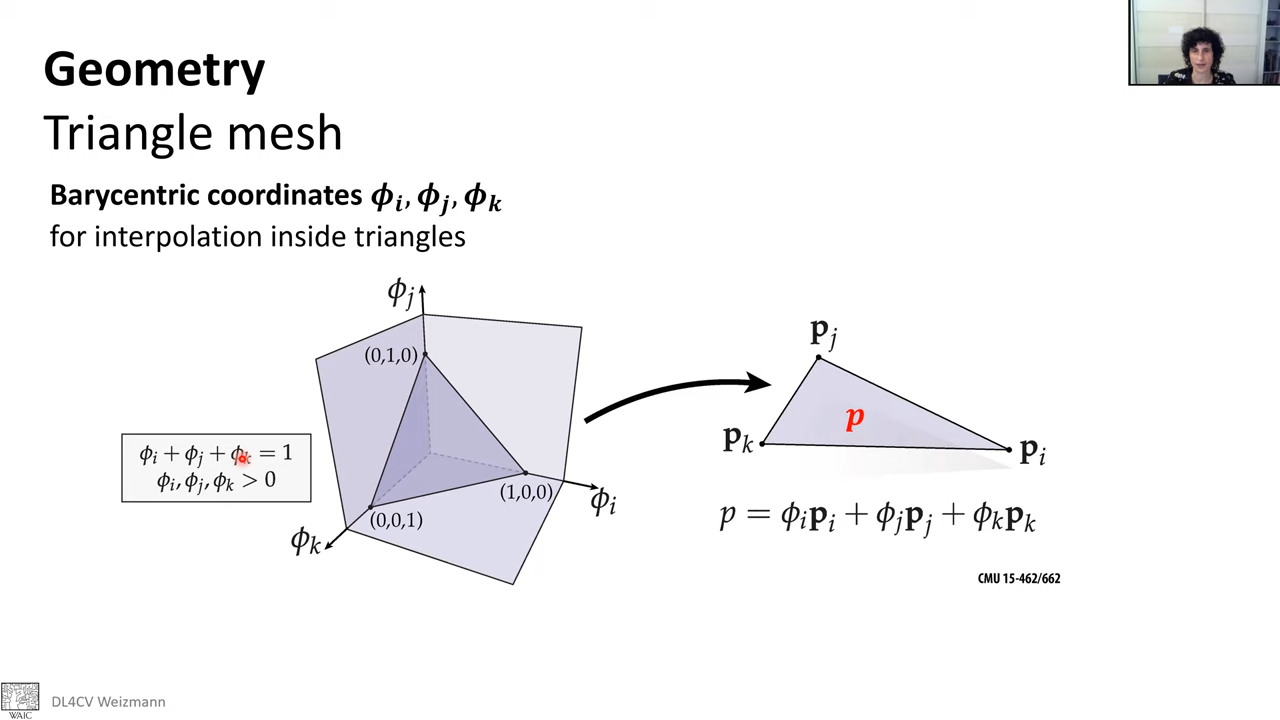 Geometry
Triangle mesh
Barycentric coordinates ϕi, ϕj, ϕk
for interpolation inside triangles
ϕj
(0,1,0)
ϕi + ϕj + ϕk = 1
ϕi, ϕj, ϕk > 0
(1,0,0)
ϕi
(0,0,1)
ϕk
pj
p
pk
pi
p = ϕipi + ϕjpj + ϕkpk
CMU 15-462/662
DL4CV Weizmann
WAIC